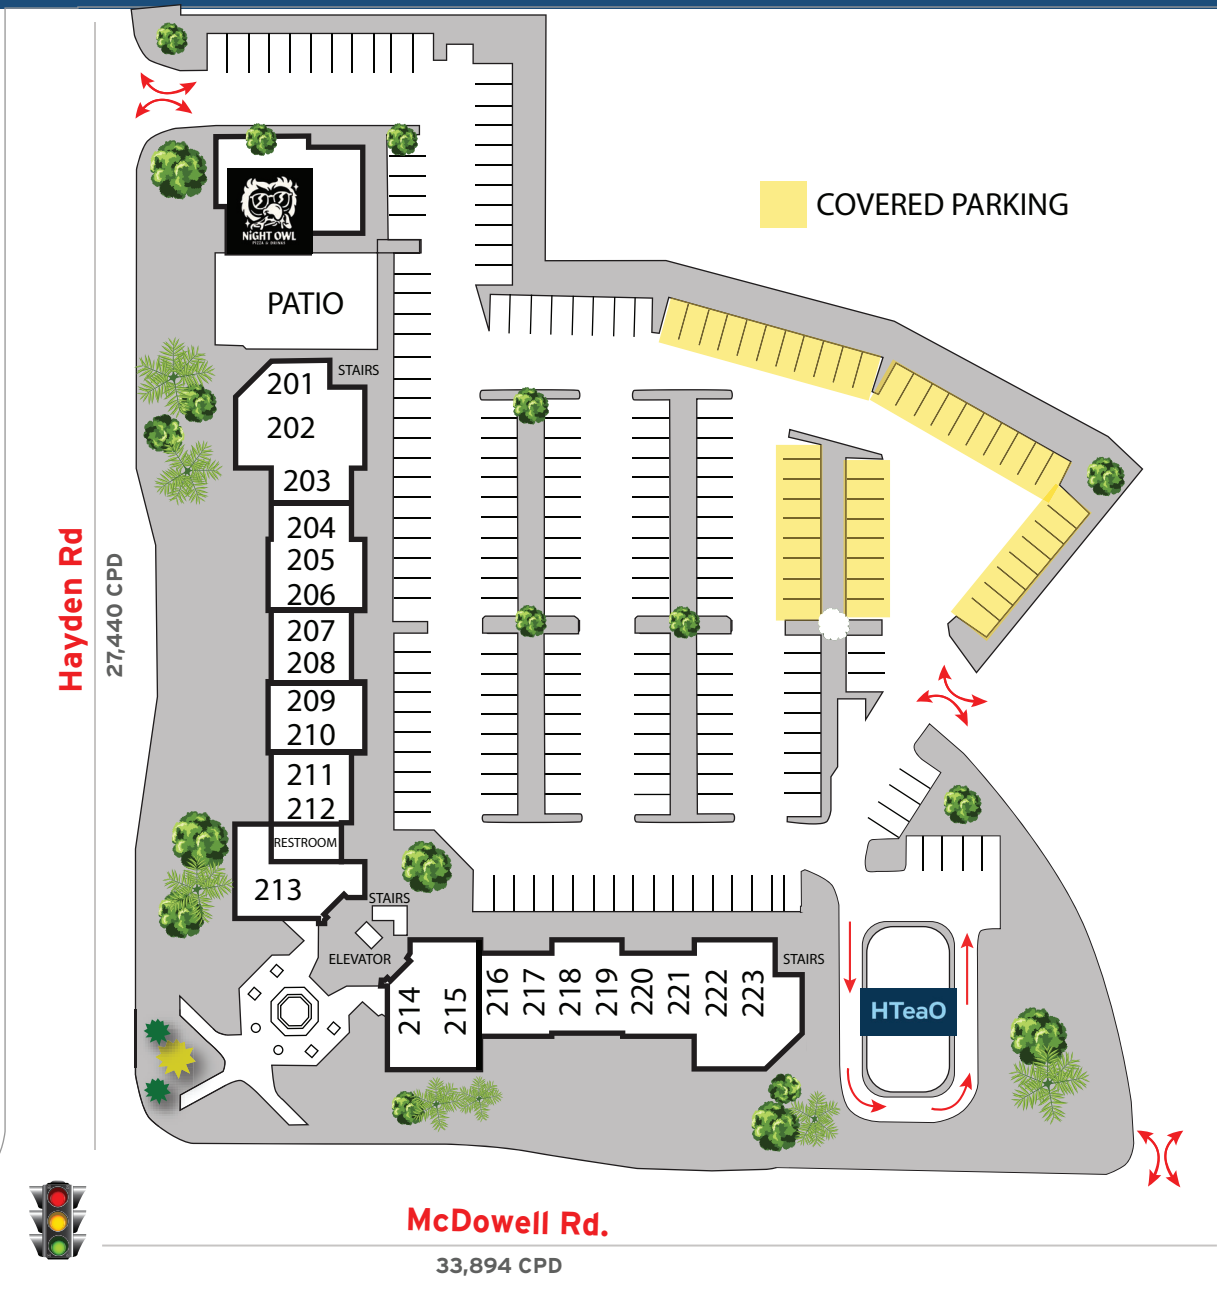 NiGHT OWL
PIZZA & DRINKS
COVERED PARKING
PATIO
STAIRS
201
202
203
204
205
206
207
208
209
210
211
212
RESTROOM
213
STAIRS
ELEVATOR
214
215
216
217
218
219
220
221
222
223
STAIRS
HTeaO
Hayden Rd
27,440 CPD
McDowell Rd.
33,894 CPD